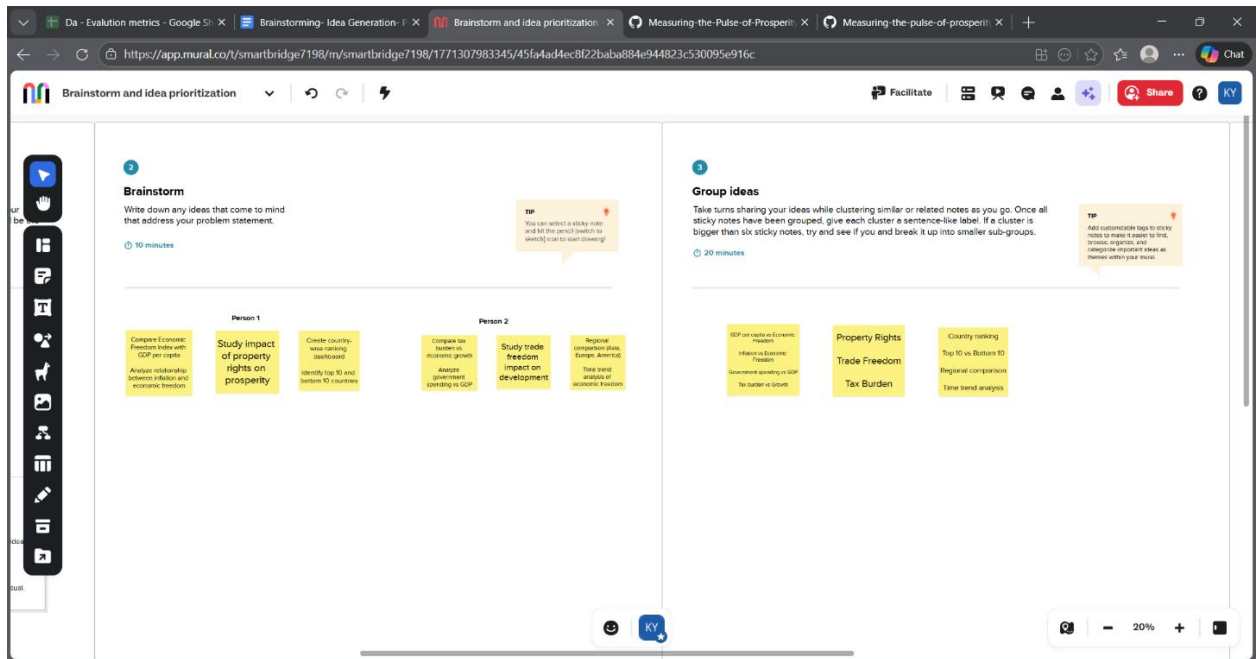 Da - Evalution metrics - Google Sh
Brainstorming- Idea Generation- P
Brainstorm and idea prioritization
Measuring-the-Pulse-of-Prosperity
Measuring-the-pulse-of-prosperity
https://app.mural.co/t/smartbridge7198/m/smartbridge7198/1771307983345/45fa4ad4ec8f22baba884e944823c530095e916c
Chat
Brainstorm and idea prioritization
Facilitate
Share
KY
2
Brainstorm
Write down any ideas that come to mind
that address your problem statement.
10 minutes
TIP
You can select a sticky note
and hit the pencil [switch to
sketch] icon to start drawing!
Person 1
Compare Economic
Freedom Index with
GDP per capita
Analyze relationship
between inflation and
economic freedom
Study impact
of property
rights on
prosperity
Create country-
wise ranking
dashboard
Identify top 10 and
bottom 10 countries
Person 2
Compare tax
burden vs
economic growth
Analyze
government
spending vs GDP
Study trade
freedom
impact on
development
Regional
comparison (Asia,
Europe, America)
Time trend
analysis of
economic freedom
3
Group ideas
Take turns sharing your ideas while clustering similar or related notes as you go. Once all
sticky notes have been grouped, give each cluster a sentence-like label. If a cluster is
bigger than six sticky notes, try and see if you and break it up into smaller sub-groups.
20 minutes
TIP
Add customizable tags to sticky
notes to make it easier to find,
browse, organize, and
categorize important ideas as
themes within your mural.
GDP per capita vs Economic
Freedom
Inflation vs Economic
Freedom
Government spending vs GDP
Tax burden vs Growth
Property Rights
Trade Freedom
Tax Burden
Country ranking
Top 10 vs Bottom 10
Regional comparison
Time trend analysis
KY
20%